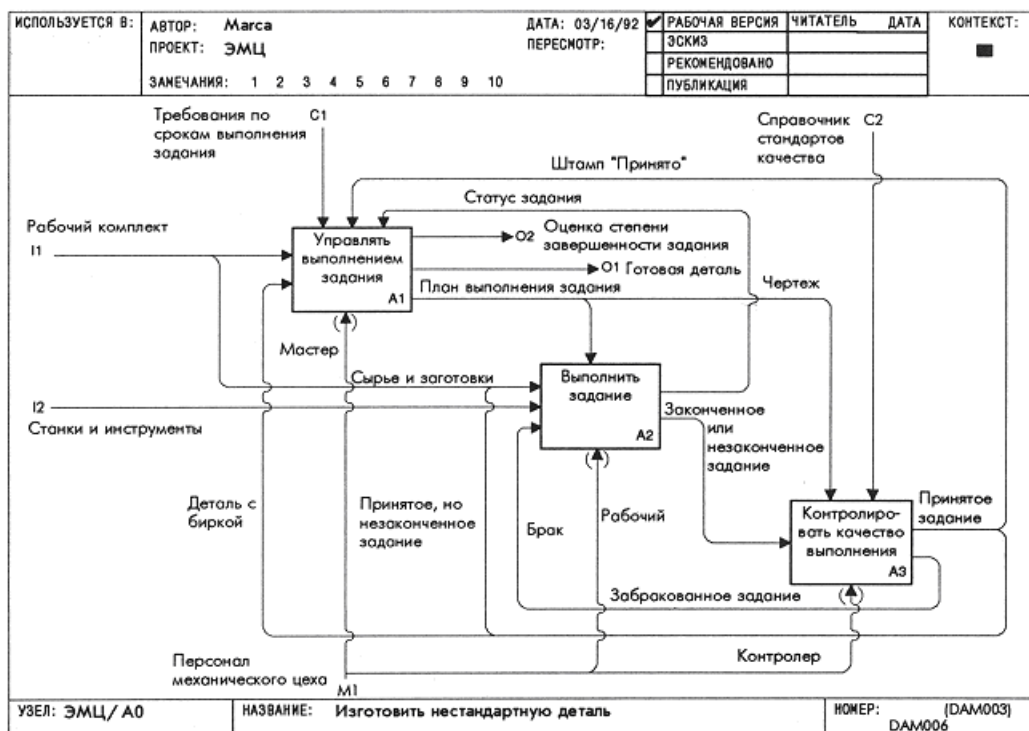 ИСПОЛЬЗУЕТСЯ В:
АВТОР: Marca
ДАТА: 03/16/92
ПРОЕКТ: ЭМЦ
ПЕРЕСМОТР:
ЗАМЕЧАНИЯ: 1 2 3 4 5 6 7 8 9 10
✔ РАБОЧАЯ ВЕРСИЯ
ЭСКИЗ
РЕКОМЕНДОВАНО
ПУБЛИКАЦИЯ
ЧИТАТЕЛЬ ДАТА
КОНТЕКСТ:
Требования по
срокам выполнения
задания
C1
Справочник
стандартов
качества
C2
Штамп "Принято"
Статус задания
Рабочий комплект
I1
Управлять
выполнением
задания
A1
O2 Оценка степени
завершенности задания
O1 Готовая деталь
План выполнения задания
Чертеж
Мастер
Сырье и заготовки
I2
Станки и инструменты
Выполнить
задание
A2
Законченное
или
незаконченное
задание
Деталь с
биркой
Принятое, но
незаконченное
задание
Брак
Рабочий
Контролиро-
вать качество
выполнения
A3
Принятое
задание
Забракованное задание
Персонал
механического цеха
M1
Контролер
УЗЕЛ: ЭМЦ/A0
НАЗВАНИЕ: Изготовить нестандартную деталь
НОМЕР: (DAM003)
DAM006